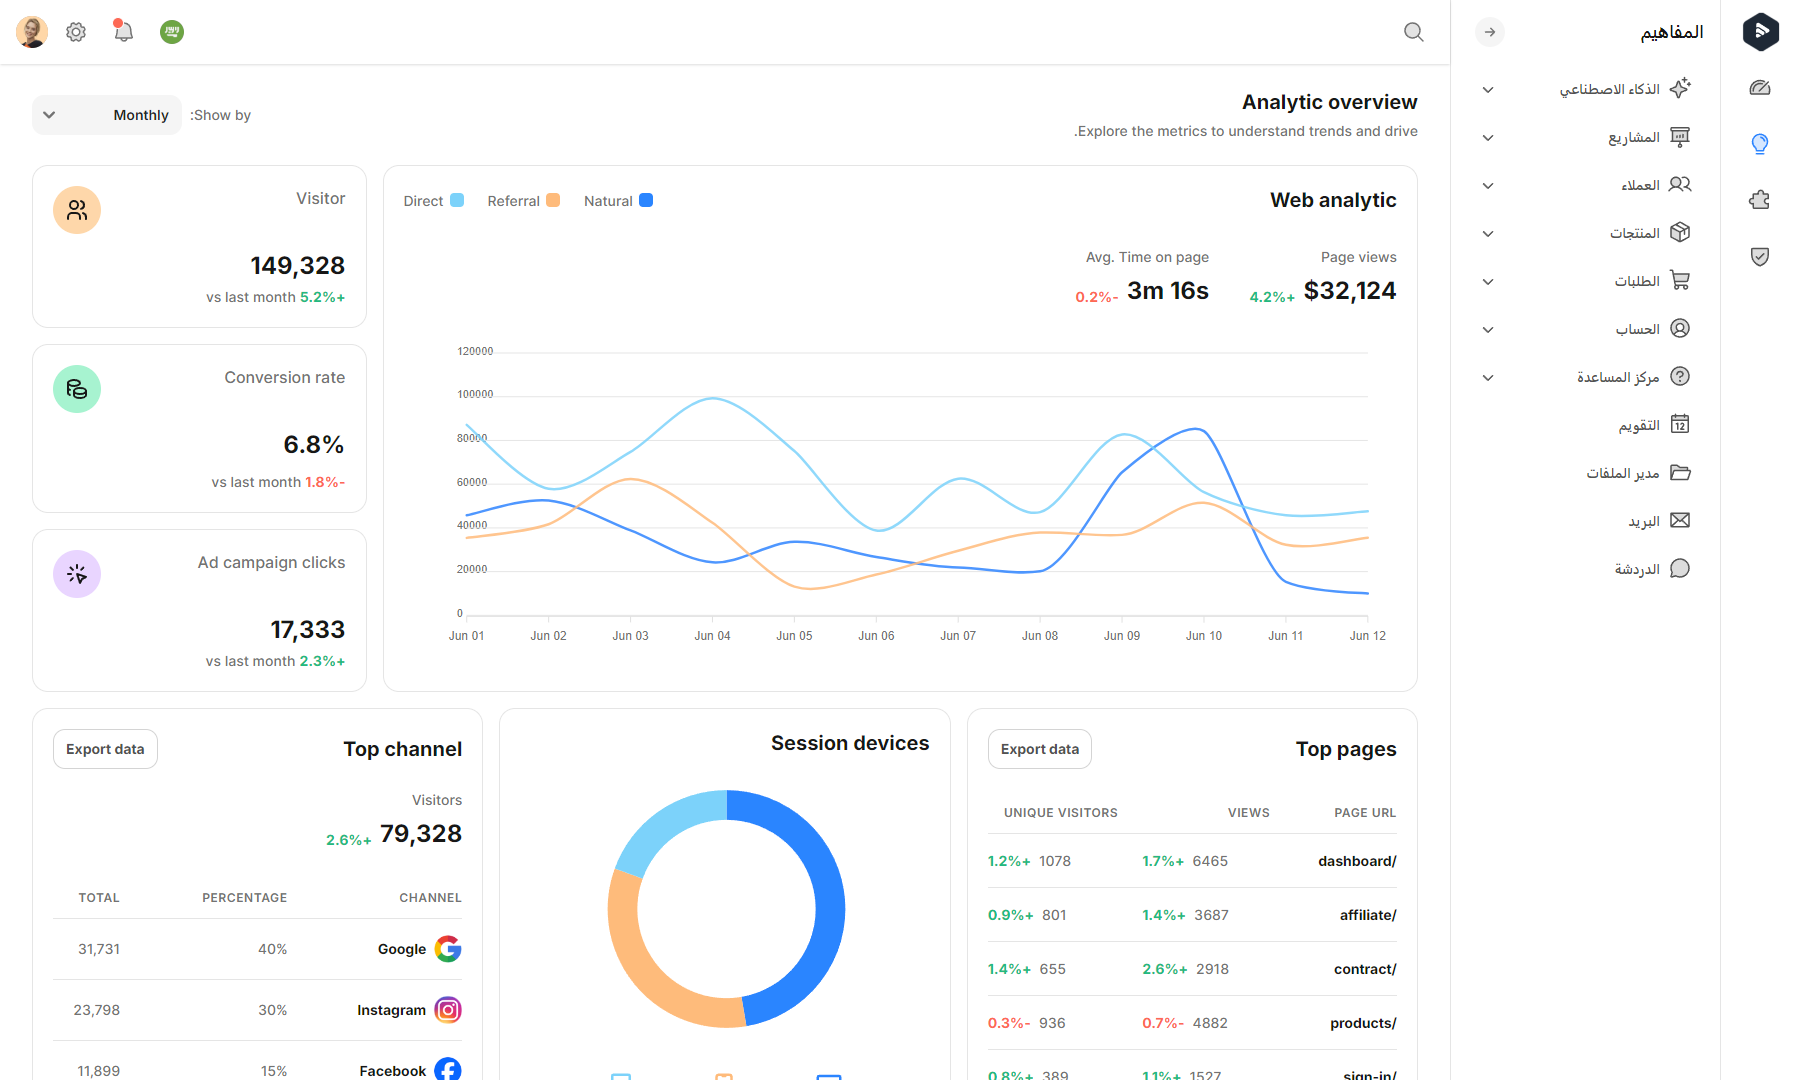 المفاهيم
الذكاء الاصطناعي
المشاريع
العملاء
المنتجات
الطلبات
الحساب
مركز المساعدة
التقويم
12
مدير الملفات
البريد
الدردشة
Analytic overview
.Explore the metrics to understand trends and drive
:Show by
Monthly
Web analytic
Direct Referral Natural
Page views
$32,124 4.2%+
Avg. Time on page
3m 16s 0.2%-
120000
100000
80000
60000
40000
20000
0
Jun 01 Jun 02 Jun 03 Jun 04 Jun 05 Jun 06 Jun 07 Jun 08 Jun 09 Jun 10 Jun 11 Jun 12
Visitor
149,328
vs last month 5.2%+
Conversion rate
6.8%
vs last month 1.8%-
Ad campaign clicks
17,333
vs last month 2.3%+
Top pages
Export data
PAGE URL VIEWS UNIQUE VISITORS
dashboard/ 1.7%+ 6465 1.2%+ 1078
affiliate/ 1.4%+ 3687 0.9%+ 801
contract/ 2.6%+ 2918 1.4%+ 655
products/ 0.7%- 4882 0.3%- 936
sign-in/ 1.1%+ 1527 0.8%+ 389
Session devices
Top channel
Export data
Visitors
79,328 2.6%+
CHANNEL PERCENTAGE TOTAL
Google 40% 31,731
Instagram 30% 23,798
Facebook 15% 11,899